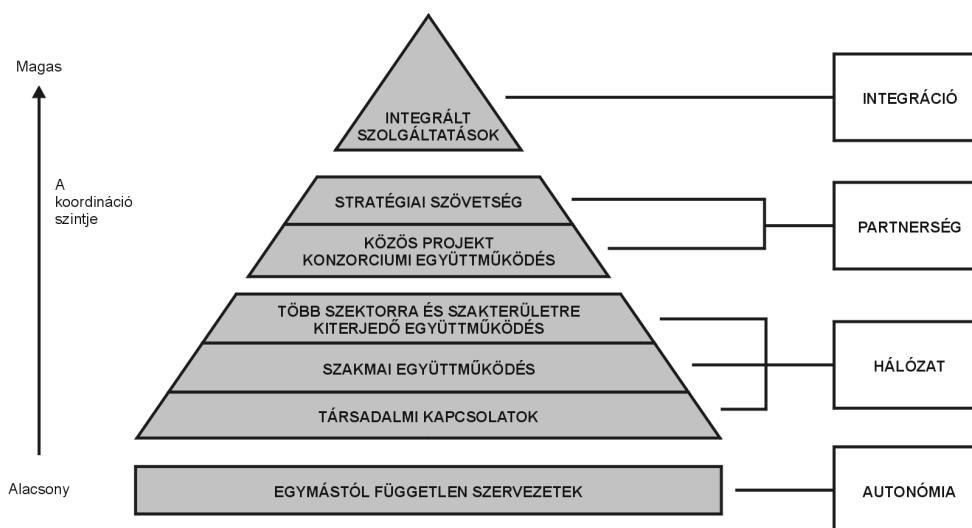 Magas
A
koordináció
szintje
Alacsony
INTEGRÁLT
SZOLGÁLTATÁSOK
INTEGRÁCIÓ
STRATÉGIAI SZÖVETSÉG
KÖZÖS PROJEKT
KONZORCIUMI EGYÜTTMŰKÖDÉS
PARTNERSÉG
TÖBB SZEKTORRA ÉS SZAKTERÜLETRE
KITERJEDŐ EGYÜTTMŰKÖDÉS
SZAKMAI EGYÜTTMŰKÖDÉS
TÁRSADALMI KAPCSOLATOK
HÁLÓZAT
EGYMÁSTÓL FÜGGETLEN SZERVEZETEK
AUTONÓMIA